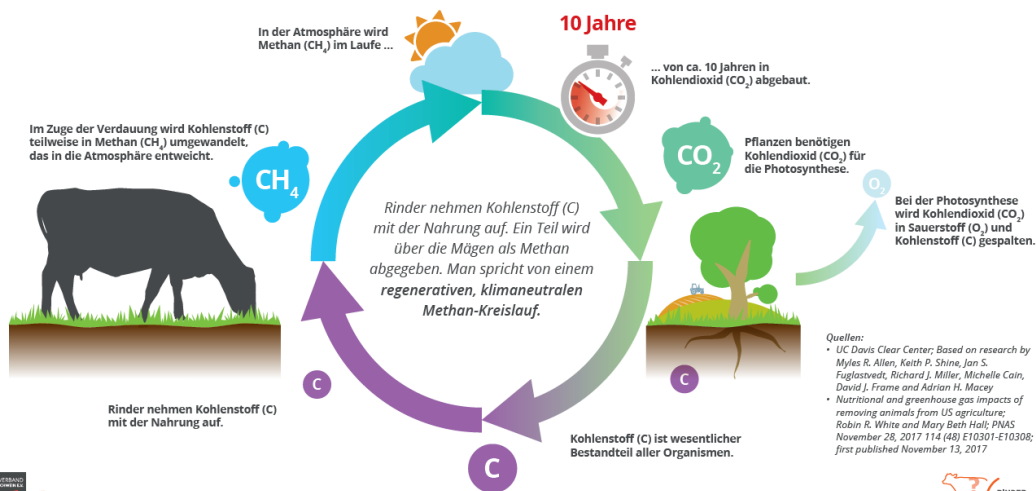 In der Atmosphäre wird
Methan (CH₄) im Laufe ...
10 Jahre
... von ca. 10 Jahren in
Kohlendioxid (CO₂) abgebaut.
Im Zuge der Verdauung wird Kohlenstoff (C)
teilweise in Methan (CH₄) umgewandelt,
das in die Atmosphäre entweicht.
CH₄
CO₂
Pflanzen benötigen
Kohlendioxid (CO₂) für
die Photosynthese.
O₂
Bei der Photosynthese
wird Kohlendioxid (CO₂)
in Sauerstoff (O₂) und
Kohlenstoff (C) gespalten.
Rinder nehmen Kohlenstoff (C)
mit der Nahrung auf. Ein Teil wird
über die Mägen als Methan
abgegeben. Man spricht von einem
regenerativen, klimaneutralen
Methan-Kreislauf.
C
Rinder nehmen Kohlenstoff (C)
mit der Nahrung auf.
C
Kohlenstoff (C) ist wesentlicher
Bestandteil aller Organismen.
C
Quellen:
• UC Davis Clear Center; Based on research by
Myles R. Allen, Keith P. Shine, Jan S.
Fuglastvedt, Richard J. Miller, Michelle Cain,
David J. Frame and Adrian H. Macey
• Nutritional and greenhouse gas impacts of
removing animals from US agriculture;
Robin R. White and Mary Beth Hall; PNAS
November 28, 2017 114 (48) E10301-E10308;
first published November 13, 2017